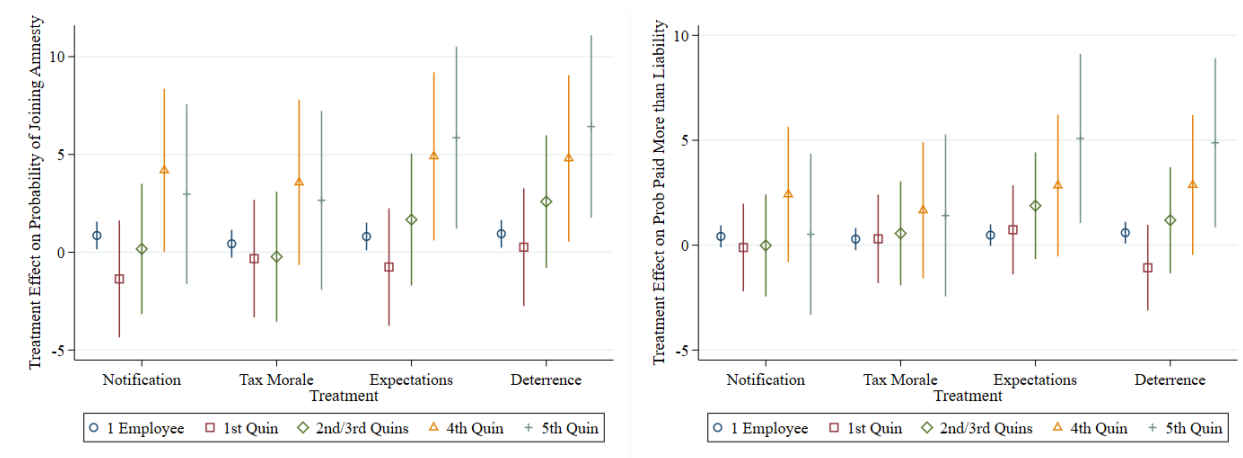 Treatment Effect on Probability of Joining Amnesty
10
5
0
-5
Notification Tax Morale Expectations Deterrence
Treatment
1 Employee 1st Quin 2nd/3rd Quins 4th Quin 5th Quin
Treatment Effect on Prob Paid More than Liability
10
5
0
-5
Notification Tax Morale Expectations Deterrence
Treatment
1 Employee 1st Quin 2nd/3rd Quins 4th Quin 5th Quin